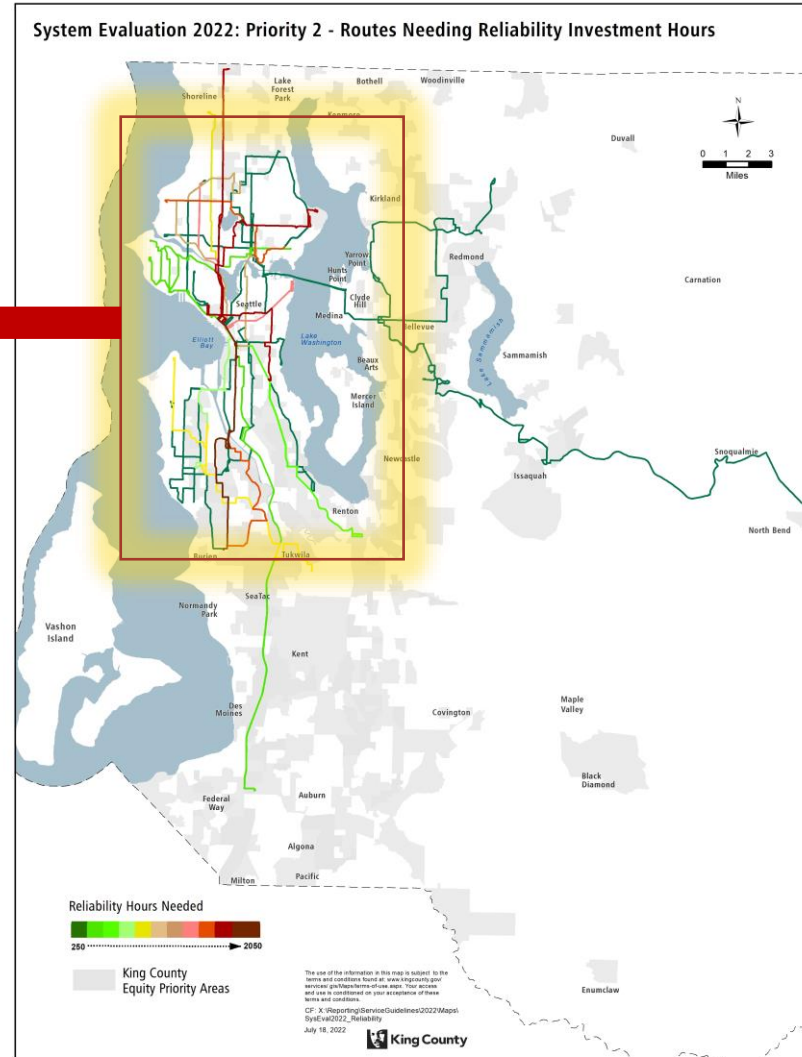 System Evaluation 2022: Priority 2 - Routes Needing Reliability Investment Hours
Lake
Forest
Park
Bothell
Woodinville
Shoreline
Kenmore
N
Duvall
0 1 2 3
Miles
Kirkland
Redmond
Yarrow
Point
Hunts
Point
Carnation
Clyde
Hill
Seattle
Medina
Bellevue
Elliott
Bay
Lake
Washington
Lake Sammamish
Sammamish
Beaux
Arts
Mercer
Island
Newcastle
Snoqualmie
Issaquah
Renton
North Bend
Burien
Tukwila
SeaTac
Normandy
Park
Vashon
Island
Kent
Des
Moines
Covington
Maple
Valley
Black
Diamond
Federal
Way
Auburn
Algona
Pacific
Milton
Reliability Hours Needed
250 2050
King County
Equity Priority Areas
The use of the information in this map is subject to the
terms and conditions found at: www.kingcounty.gov/
services/gis/Maps/terms-of-use.aspx. Your access
and use is conditioned on your acceptance of these
terms and conditions.
CF: X:\Reporting\ServiceGuidelines\2022\Maps\
SysEval2022_Reliability
July 18, 2022
King County
Enumclaw